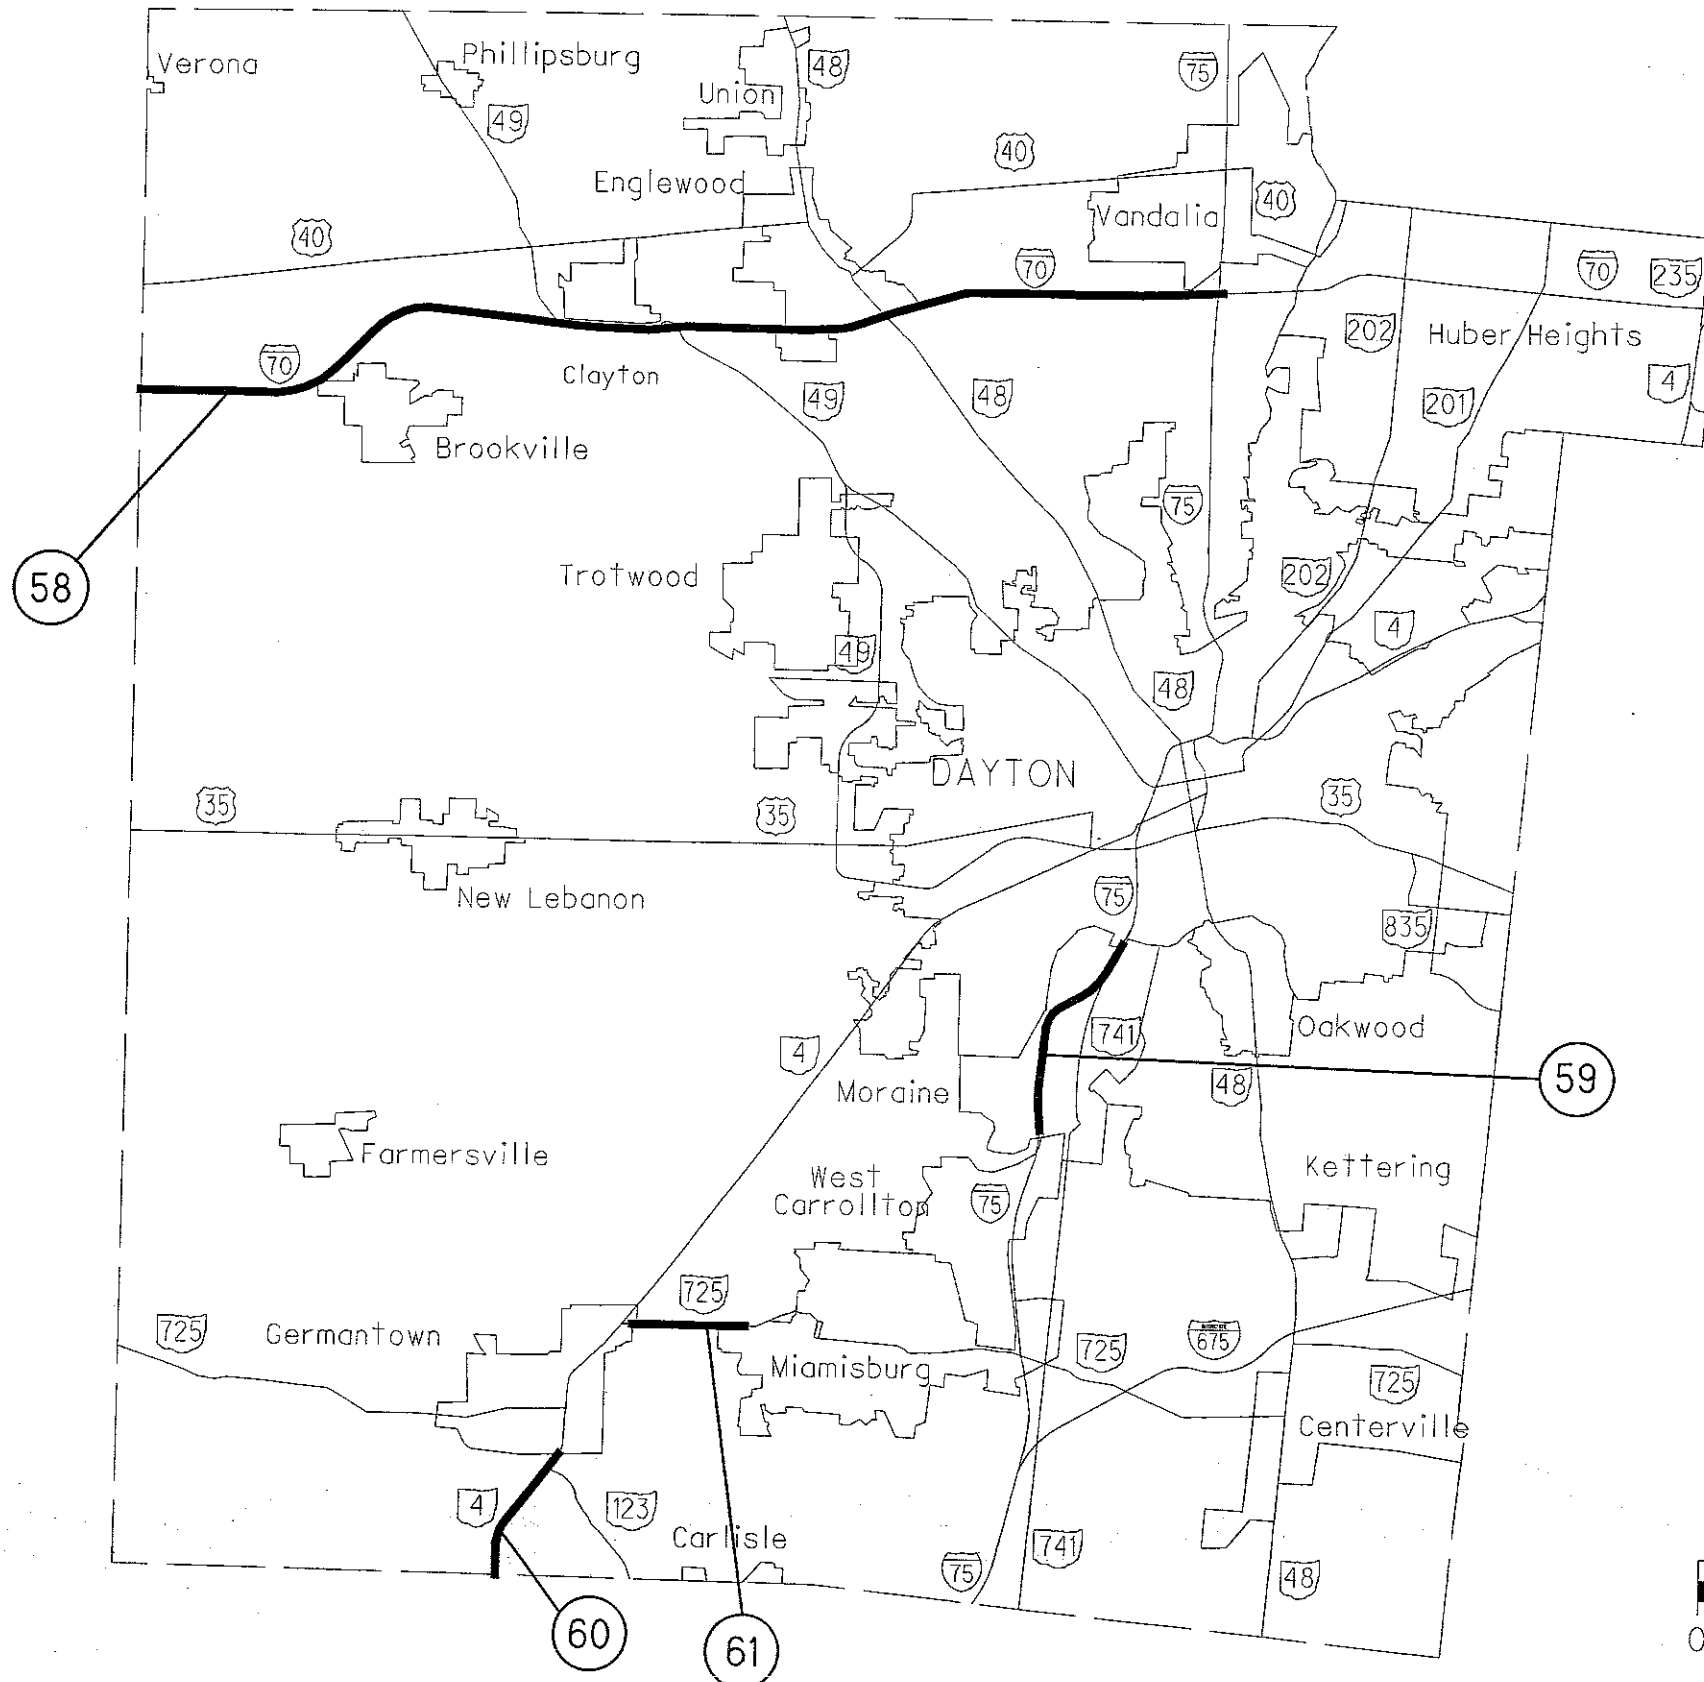 Verona
Phillipsburg
48
75
Union
49
40
Englewood
40
Vandalia
40
70
70
235
202
Huber Heights
70
Clayton
49
48
4
201
Brookville
75
Trotwood
202
58
4
49
48
DAYTON
35
35
35
New Lebanon
75
835
Oakwood
741
4
59
48
Moraine
Farmersville
Kettering
West
Carrollton
75
725
725
Germantown
675
725
Miamisburg
725
Centerville
4
123
Carlisle
741
75
48
60
61
0